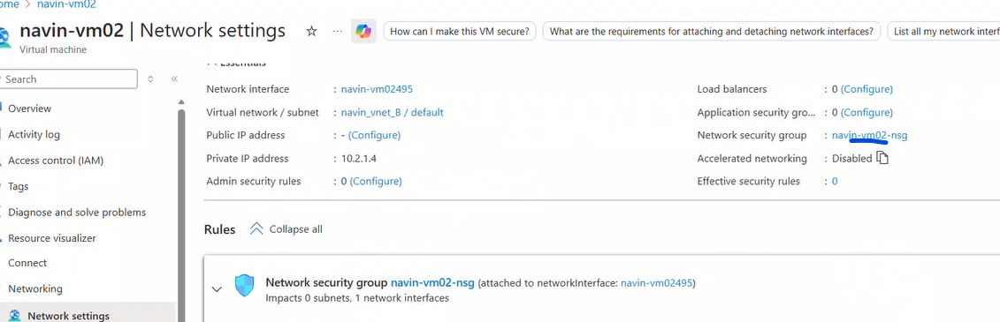 ome > navin-vm02
navin-vm02 | Network settings
Virtual machine
How can I make this VM secure?
What are the requirements for attaching and detaching network interfaces?
List all my network interf
Search
Overview
Activity log
Access control (IAM)
Tags
Diagnose and solve problems
Resource visualizer
Connect
Networking
Network settings
Essentials
Network interface : navin-vm02495
Virtual network / subnet : navin_vnet_B / default
Public IP address : - (Configure)
Private IP address : 10.2.1.4
Admin security rules : 0 (Configure)
Load balancers : 0 (Configure)
Application security gro... : 0 (Configure)
Network security group : navin-vm02-nsg
Accelerated networking : Disabled
Effective security rules : 0
Rules Collapse all
Network security group navin-vm02-nsg (attached to networkInterface: navin-vm02495)
Impacts 0 subnets, 1 network interfaces